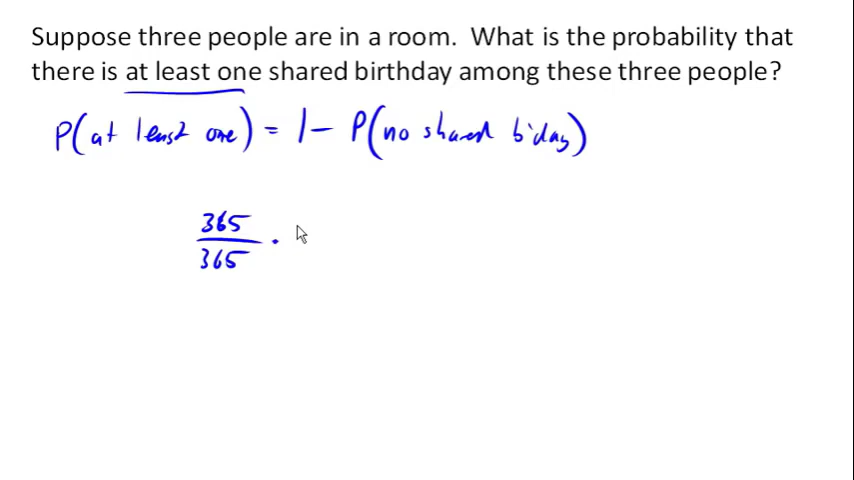 Suppose three people are in a room. What is the probability that
there is at least one shared birthday among these three people?
P(at least one) = 1 - P(no shared b'day)
365
365 ·